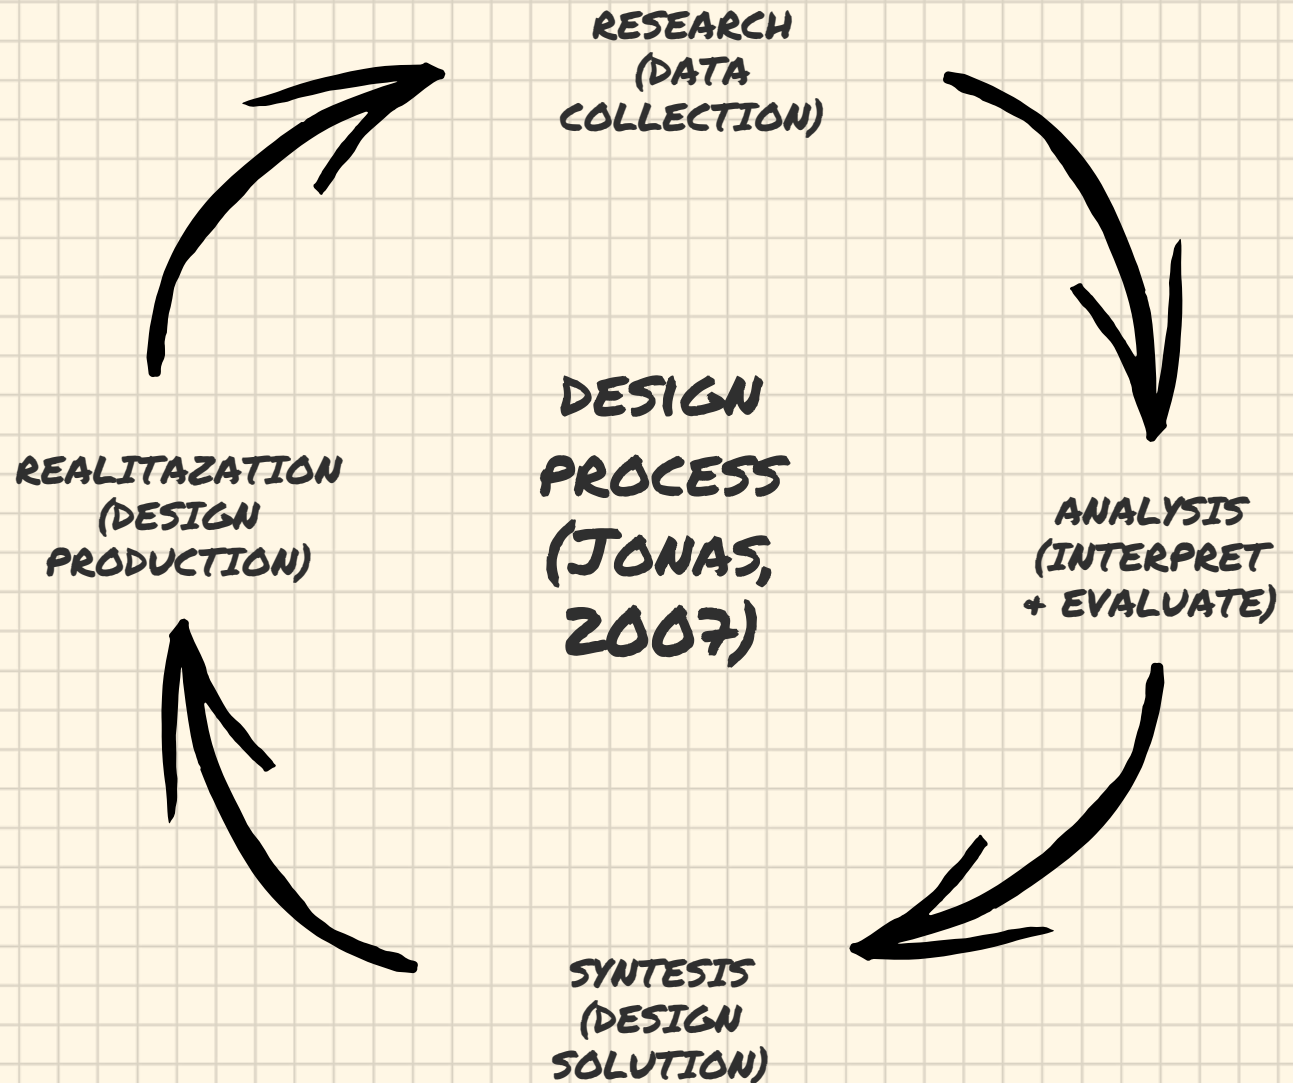 RESEARCH
(DATA
COLLECTION)
DESIGN
PROCESS
(JONAS,
2007)
REALITAZATION
(DESIGN
PRODUCTION)
ANALYSIS
(INTERPRET
& EVALUATE)
SYNTESIS
(DESIGN
SOLUTION)